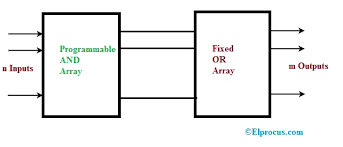 n Inputs
Programmable
AND
Array
Fixed
OR
Array
m Outputs
©Elprocus.com